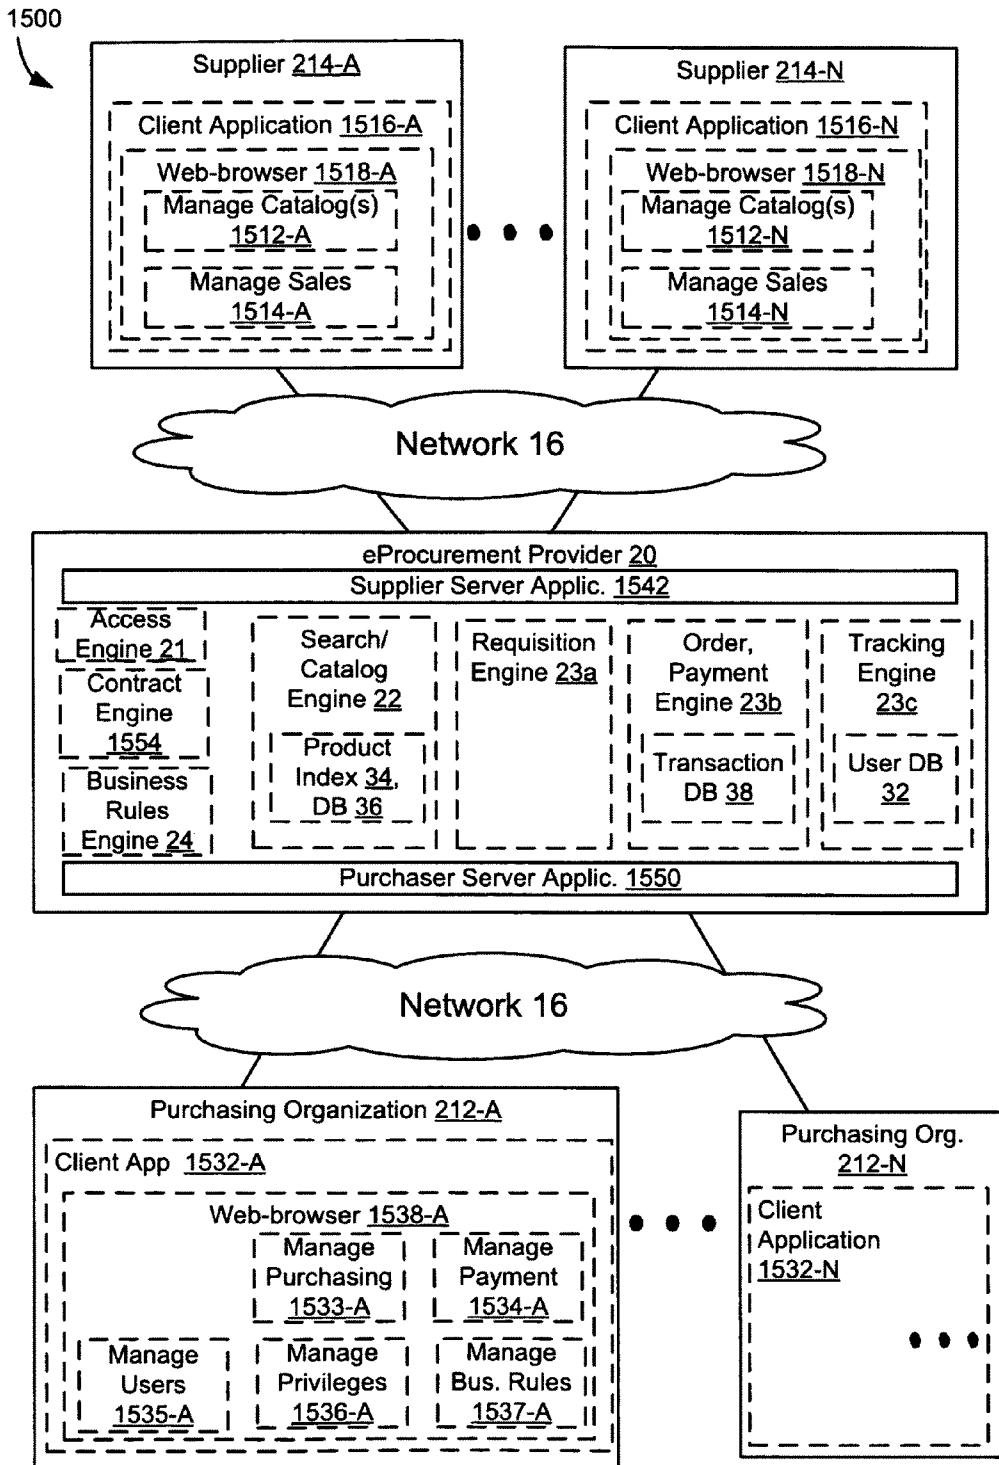 1500
Supplier 214-A
Client Application 1516-A
Web-browser 1518-A
Manage Catalog(s)
1512-A
Manage Sales
1514-A
Supplier 214-N
Client Application 1516-N
Web-browser 1518-N
Manage Catalog(s)
1512-N
Manage Sales
1514-N
Network 16
eProcurement Provider 20
Supplier Server Applic. 1542
Access
Engine 21
Contract
Engine
1554
Business
Rules
Engine 24
Search/
Catalog
Engine 22
Product
Index 34,
DB 36
Requisition
Engine 23a
Order,
Payment
Engine 23b
Transaction
DB 38
Tracking
Engine
23c
User DB
32
Purchaser Server Applic. 1550
Network 16
Purchasing Organization 212-A
Client App 1532-A
Web-browser 1538-A
Manage
Purchasing
1533-A
Manage
Payment
1534-A
Manage
Users
1535-A
Manage
Privileges
1536-A
Manage
Bus. Rules
1537-A
Purchasing Org.
212-N
Client
Application
1532-N